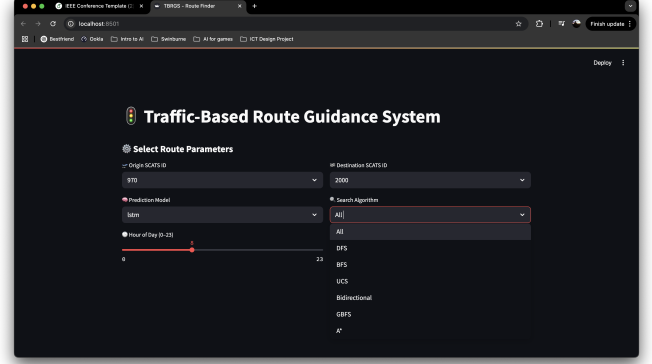 IEEE Conference Template (2
TBRGS – Route Finder
localhost:8501
Finish update
Bestfriend
Ookla
Intro to AI
Swinburne
AI for games
ICT Design Project
Deploy
Traffic-Based Route Guidance System
Select Route Parameters
Origin SCATS ID
Destination SCATS ID
970
2000
Prediction Model
Search Algorithm
lstm
All
Hour of Day (0–23)
All
8
DFS
0
23
BFS
UCS
Bidirectional
GBFS
A*